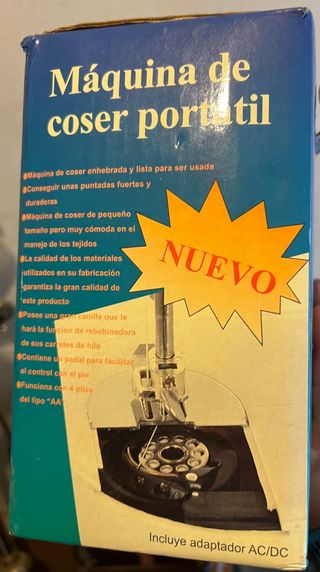 Máquina de
coser portátil
Máquina de coser enhebrada y lista para ser usada
Conseguir unas puntadas fuertes y
duraderas
Máquina de coser de pequeño
tamaño pero muy cómoda en el
manejo de los tejidos
La calidad de los materiales
utilizados en su fabricación
garantiza la gran calidad de
este producto
Posee una gran canilla que le
hará la función de rebobinadora
de sus carretes de hilo
Contiene un pedal para facilitar
el control con el pie
Funciona con 4 pilas
del tipo "AA"
NUEVO
Incluye adaptador AC/DC